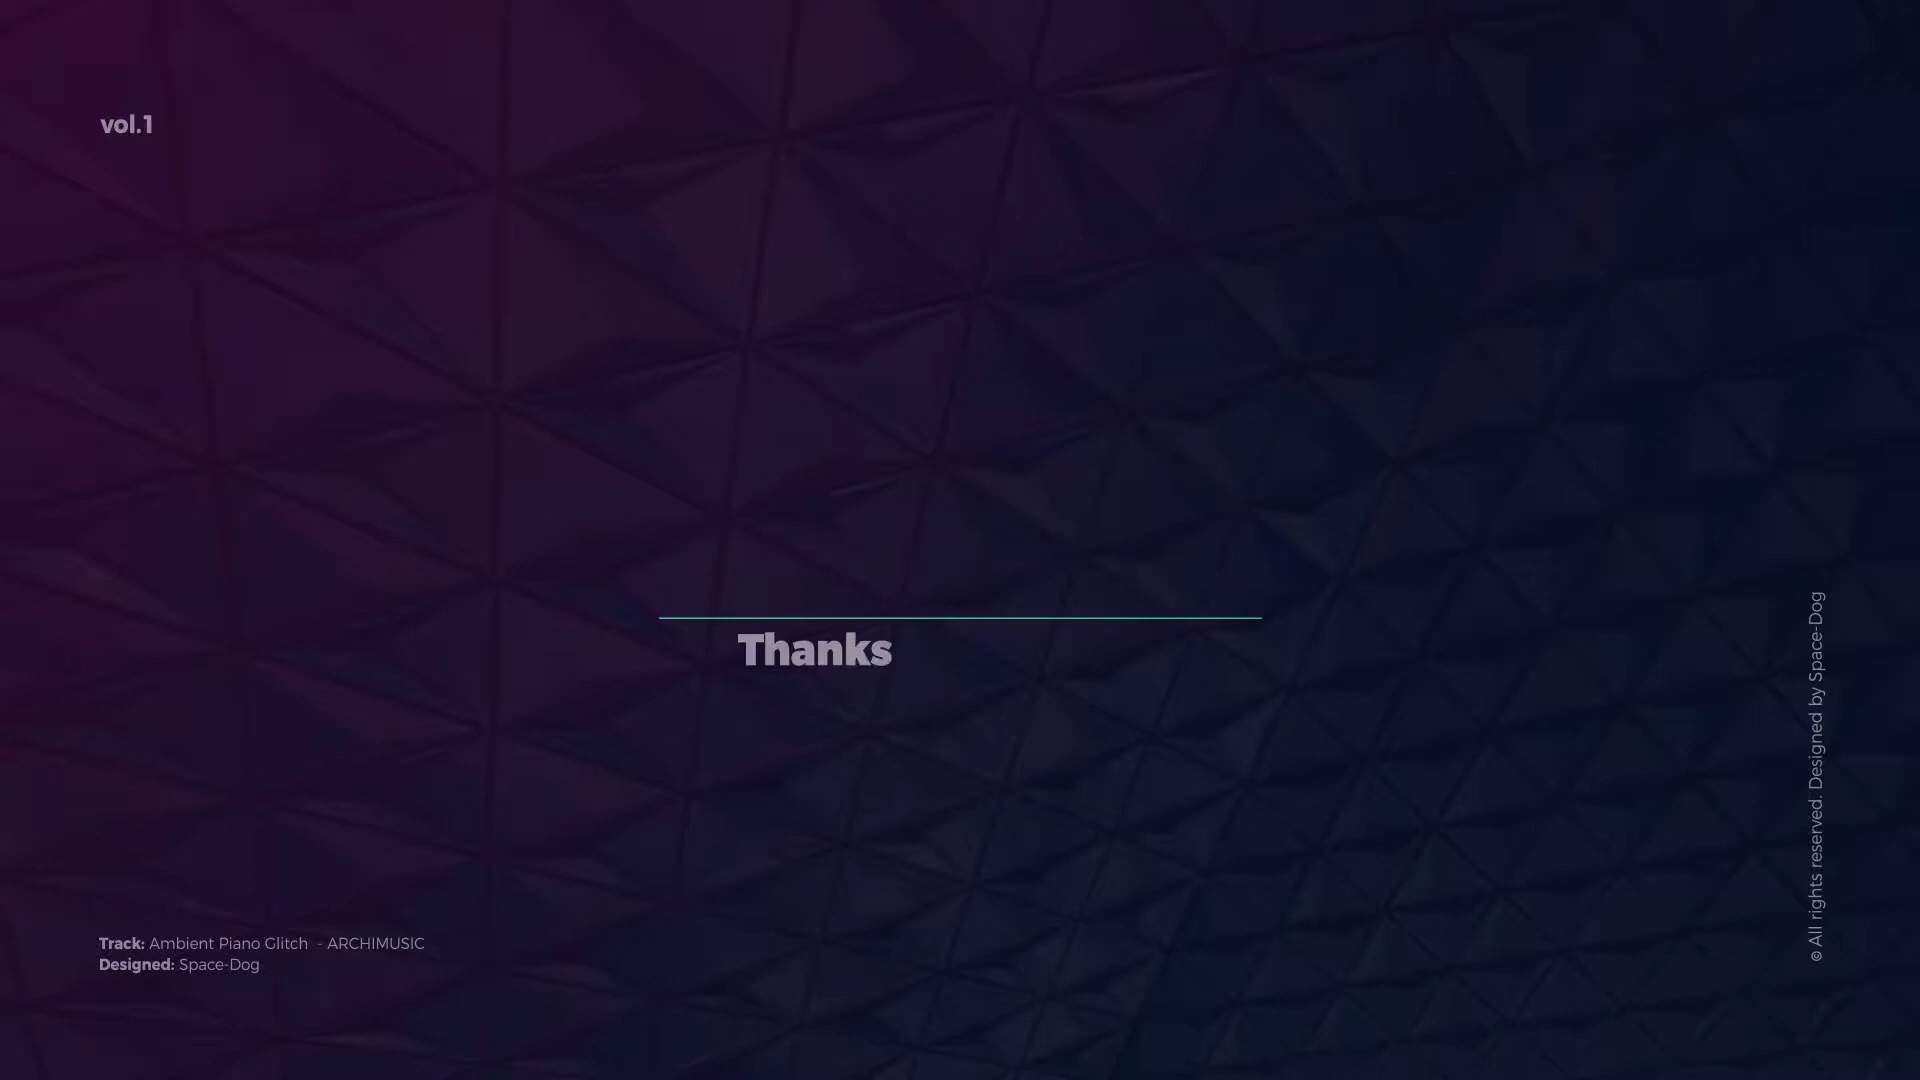 vol.1
Thanks
Track: Ambient Piano Glitch - ARCHIMUSIC
Designed: Space-Dog
© All rights reserved. Designed by Space-Dog